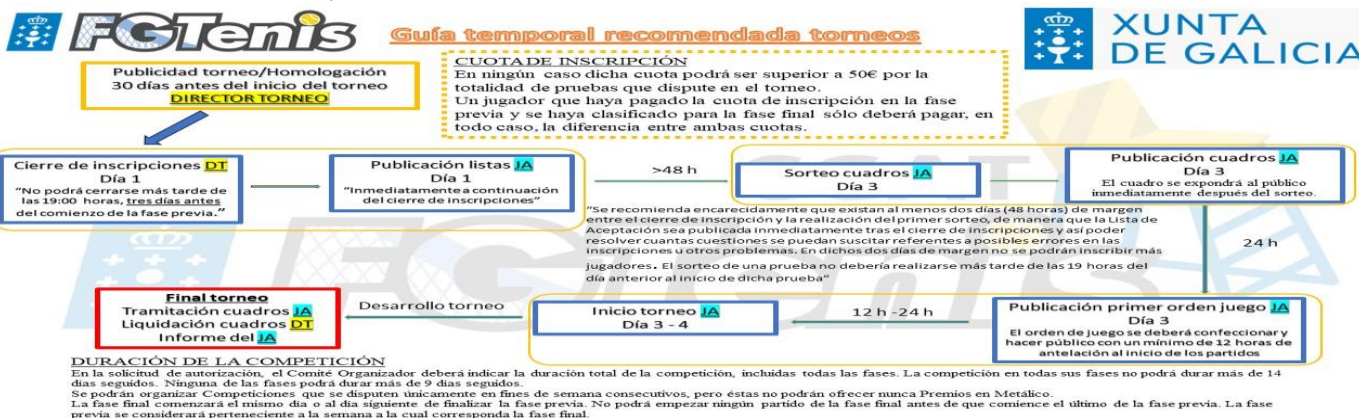 FGTenis
Guía temporal recomendada torneos
XUNTA
DE GALICIA
Publicidad torneo/Homologación
30 días antes del inicio del torneo
DIRECTOR TORNEO
CUOTA DE INSCRIPCIÓN
En ningún caso dicha cuota podrá ser superior a 50€ por la
totalidad de pruebas que dispute en el torneo.
Un jugador que haya pagado la cuota de inscripción en la fase
previa y se haya clasificado para la fase final sólo deberá pagar, en
todo caso, la diferencia entre ambas cuotas.
Cierre de inscripciones DT
Día 1
"No podrá cerrarse más tarde de
las 19:00 horas, tres días antes
del comienzo de la fase previa."
Publicación listas JA
Día 1
"Inmediatamente a continuación
del cierre de inscripciones"
>48 h
Sorteo cuadros JA
Día 3
Publicación cuadros JA
Día 3
El cuadro se expondrá al público
inmediatamente después del sorteo.
"Se recomienda encarecidamente que existan al menos dos días (48 horas) de margen
entre el cierre de inscripción y la realización del primer sorteo, de manera que la Lista de
Aceptación sea publicada inmediatamente tras el cierre de inscripciones y así poder
resolver cuantas cuestiones se puedan suscitar referentes a posibles errores en las
inscripciones u otros problemas. En dichos dos días de margen no se podrán inscribir más
jugadores. El sorteo de una prueba no debería realizarse más tarde de las 19 horas del
día anterior al inicio de dicha prueba"
24 h
Final torneo
Tramitación cuadros JA
Liquidación cuadros DT
Informe del JA
Desarrollo torneo
Inicio torneo JA
Día 3 - 4
12 h -24 h
Publicación primer orden juego JA
Día 3
El orden de juego se deberá confeccionar y
hacer público con un mínimo de 12 horas de
antelación al inicio de los partidos
DURACIÓN DE LA COMPETICIÓN
En la solicitud de autorización, el Comité Organizador deberá indicar la duración total de la competición, incluidas todas las fases. La competición en todas sus fases no podrá durar más de 14
días seguidos. Ninguna de las fases podrá durar más de 9 días seguidos.
Se podrán organizar Competiciones que se disputen únicamente en fines de semana consecutivos, pero éstas no podrán ofrecer nunca Premios en Metálico.
La fase final comenzará el mismo día o al día siguiente de finalizar la fase previa. No podrá empezar ningún partido de la fase final antes de que comience el último de la fase previa. La fase
previa se considerará perteneciente a la semana a la cual corresponda la fase final.